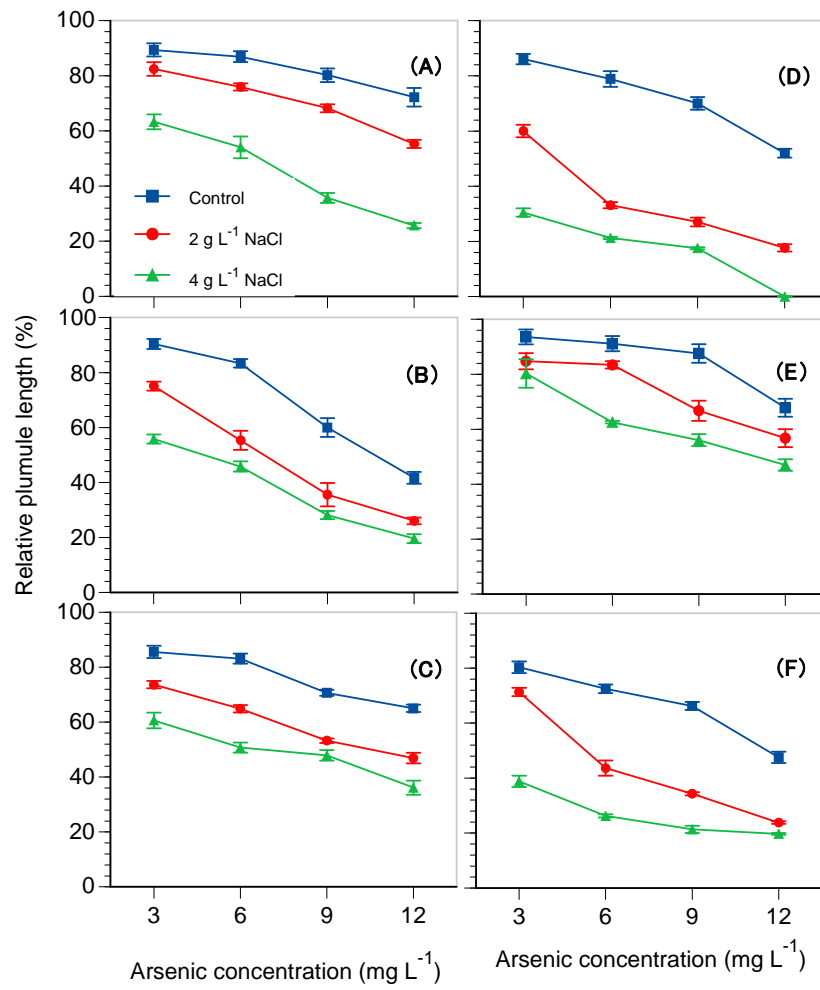 100
80
60
40
20
0
(A)
Control
2 g L⁻¹ NaCl
4 g L⁻¹ NaCl
(D)
Relative plumule length (%)
100
80
60
40
20
0
(B)
(E)
100
80
60
40
20
0
(C)
(F)
3 6 9 12 3 6 9 12
Arsenic concentration (mg L⁻¹) Arsenic concentration (mg L⁻¹)